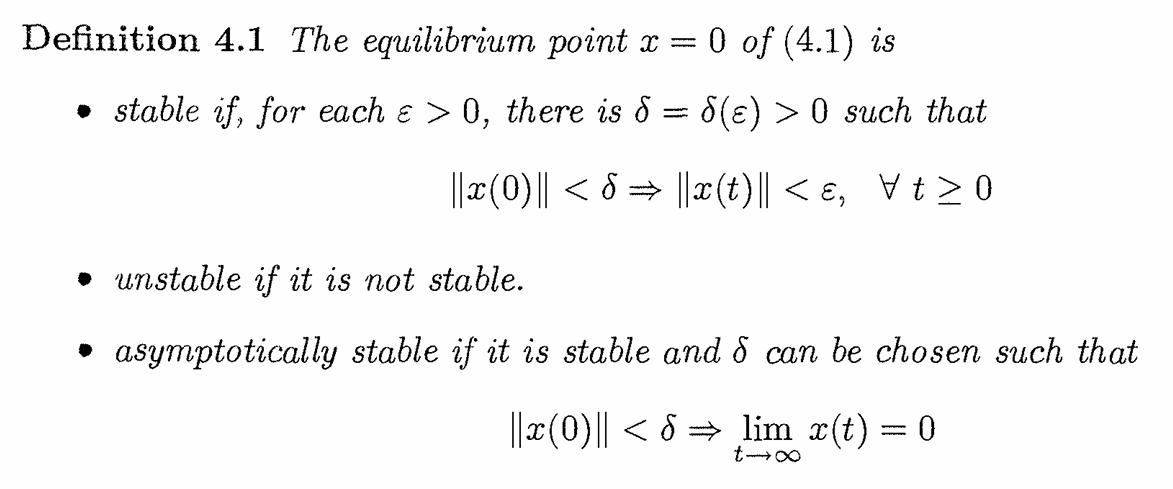 Definition 4.1 The equilibrium point x = 0 of (4.1) is
• stable if, for each ε > 0, there is δ = δ(ε) > 0 such that
‖x(0)‖ < δ ⇒ ‖x(t)‖ < ε, ∀ t ≥ 0
• unstable if it is not stable.
• asymptotically stable if it is stable and δ can be chosen such that
‖x(0)‖ < δ ⇒ lim x(t) = 0
t→∞